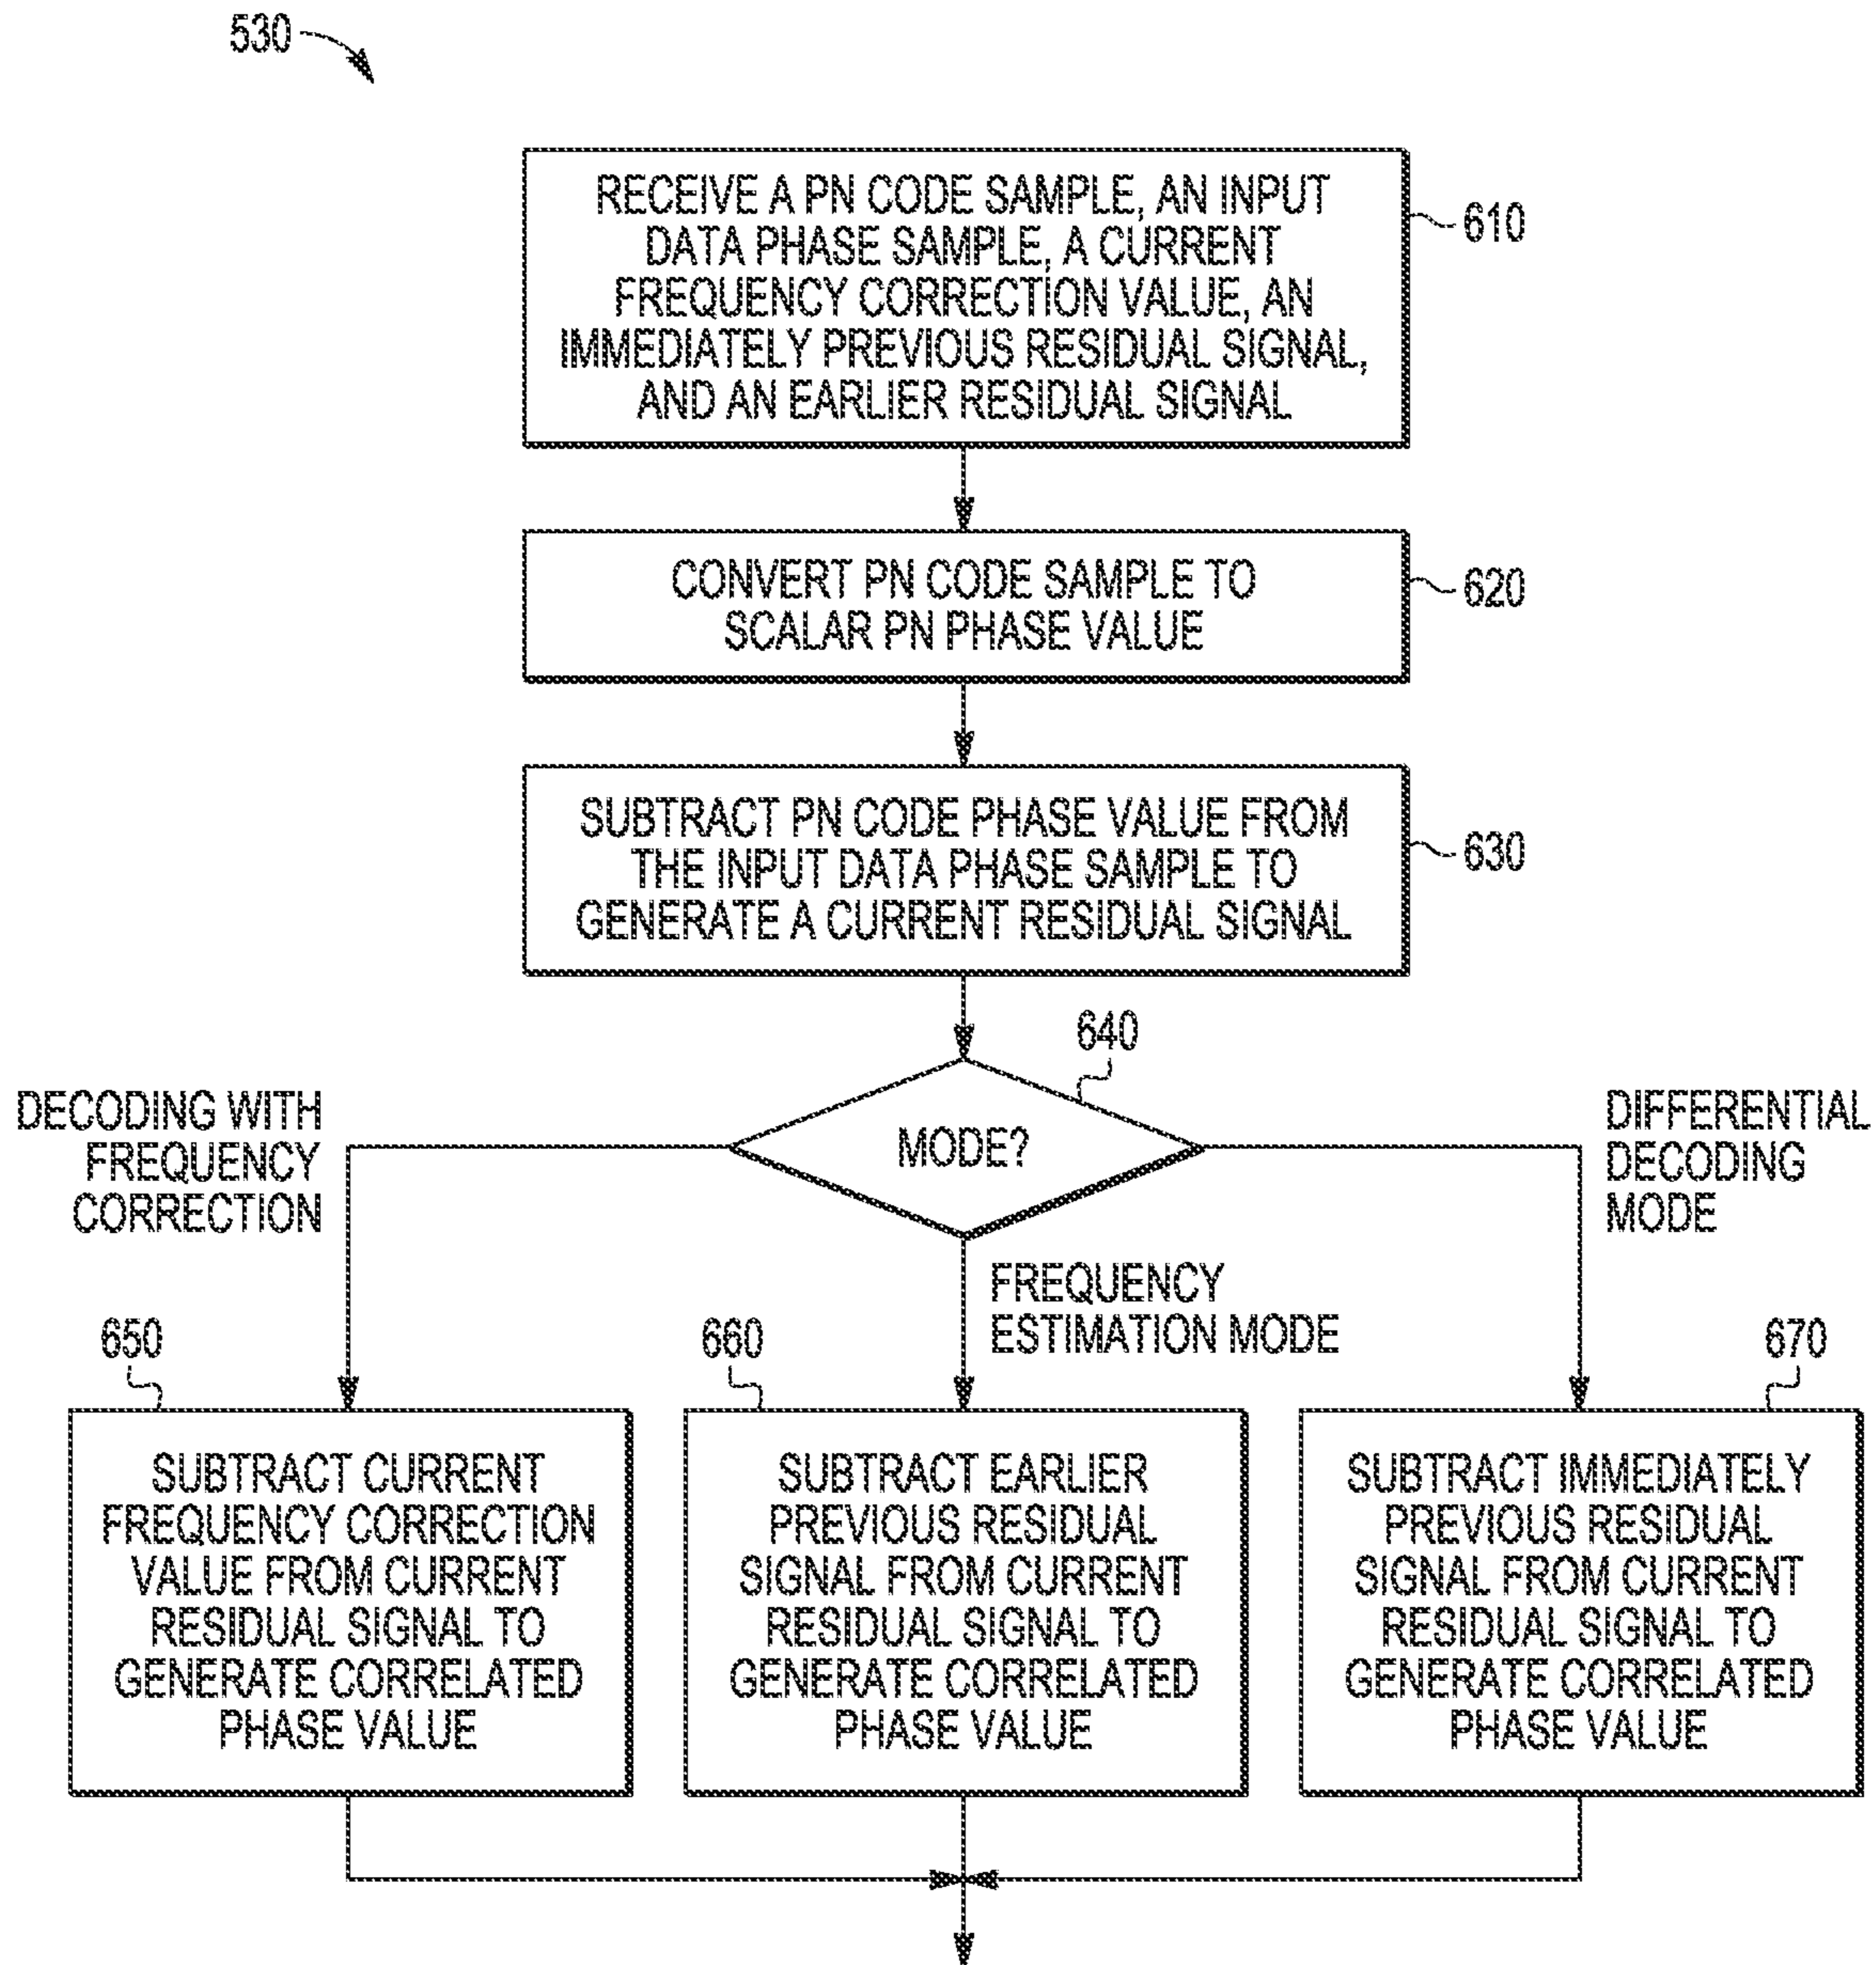 530
RECEIVE A PN CODE SAMPLE, AN INPUT
DATA PHASE SAMPLE, A CURRENT
FREQUENCY CORRECTION VALUE, AN
IMMEDIATELY PREVIOUS RESIDUAL SIGNAL,
AND AN EARLIER RESIDUAL SIGNAL
610
CONVERT PN CODE SAMPLE TO
SCALAR PN PHASE VALUE
620
SUBTRACT PN CODE PHASE VALUE FROM
THE INPUT DATA PHASE SAMPLE TO
GENERATE A CURRENT RESIDUAL SIGNAL
630
640
MODE?
DECODING WITH
FREQUENCY
CORRECTION
FREQUENCY
ESTIMATION MODE
DIFFERENTIAL
DECODING
MODE
650
SUBTRACT CURRENT
FREQUENCY CORRECTION
VALUE FROM CURRENT
RESIDUAL SIGNAL TO
GENERATE CORRELATED
PHASE VALUE
660
SUBTRACT EARLIER
PREVIOUS RESIDUAL
SIGNAL FROM CURRENT
RESIDUAL SIGNAL TO
GENERATE CORRELATED
PHASE VALUE
670
SUBTRACT IMMEDIATELY
PREVIOUS RESIDUAL
SIGNAL FROM CURRENT
RESIDUAL SIGNAL TO
GENERATE CORRELATED
PHASE VALUE